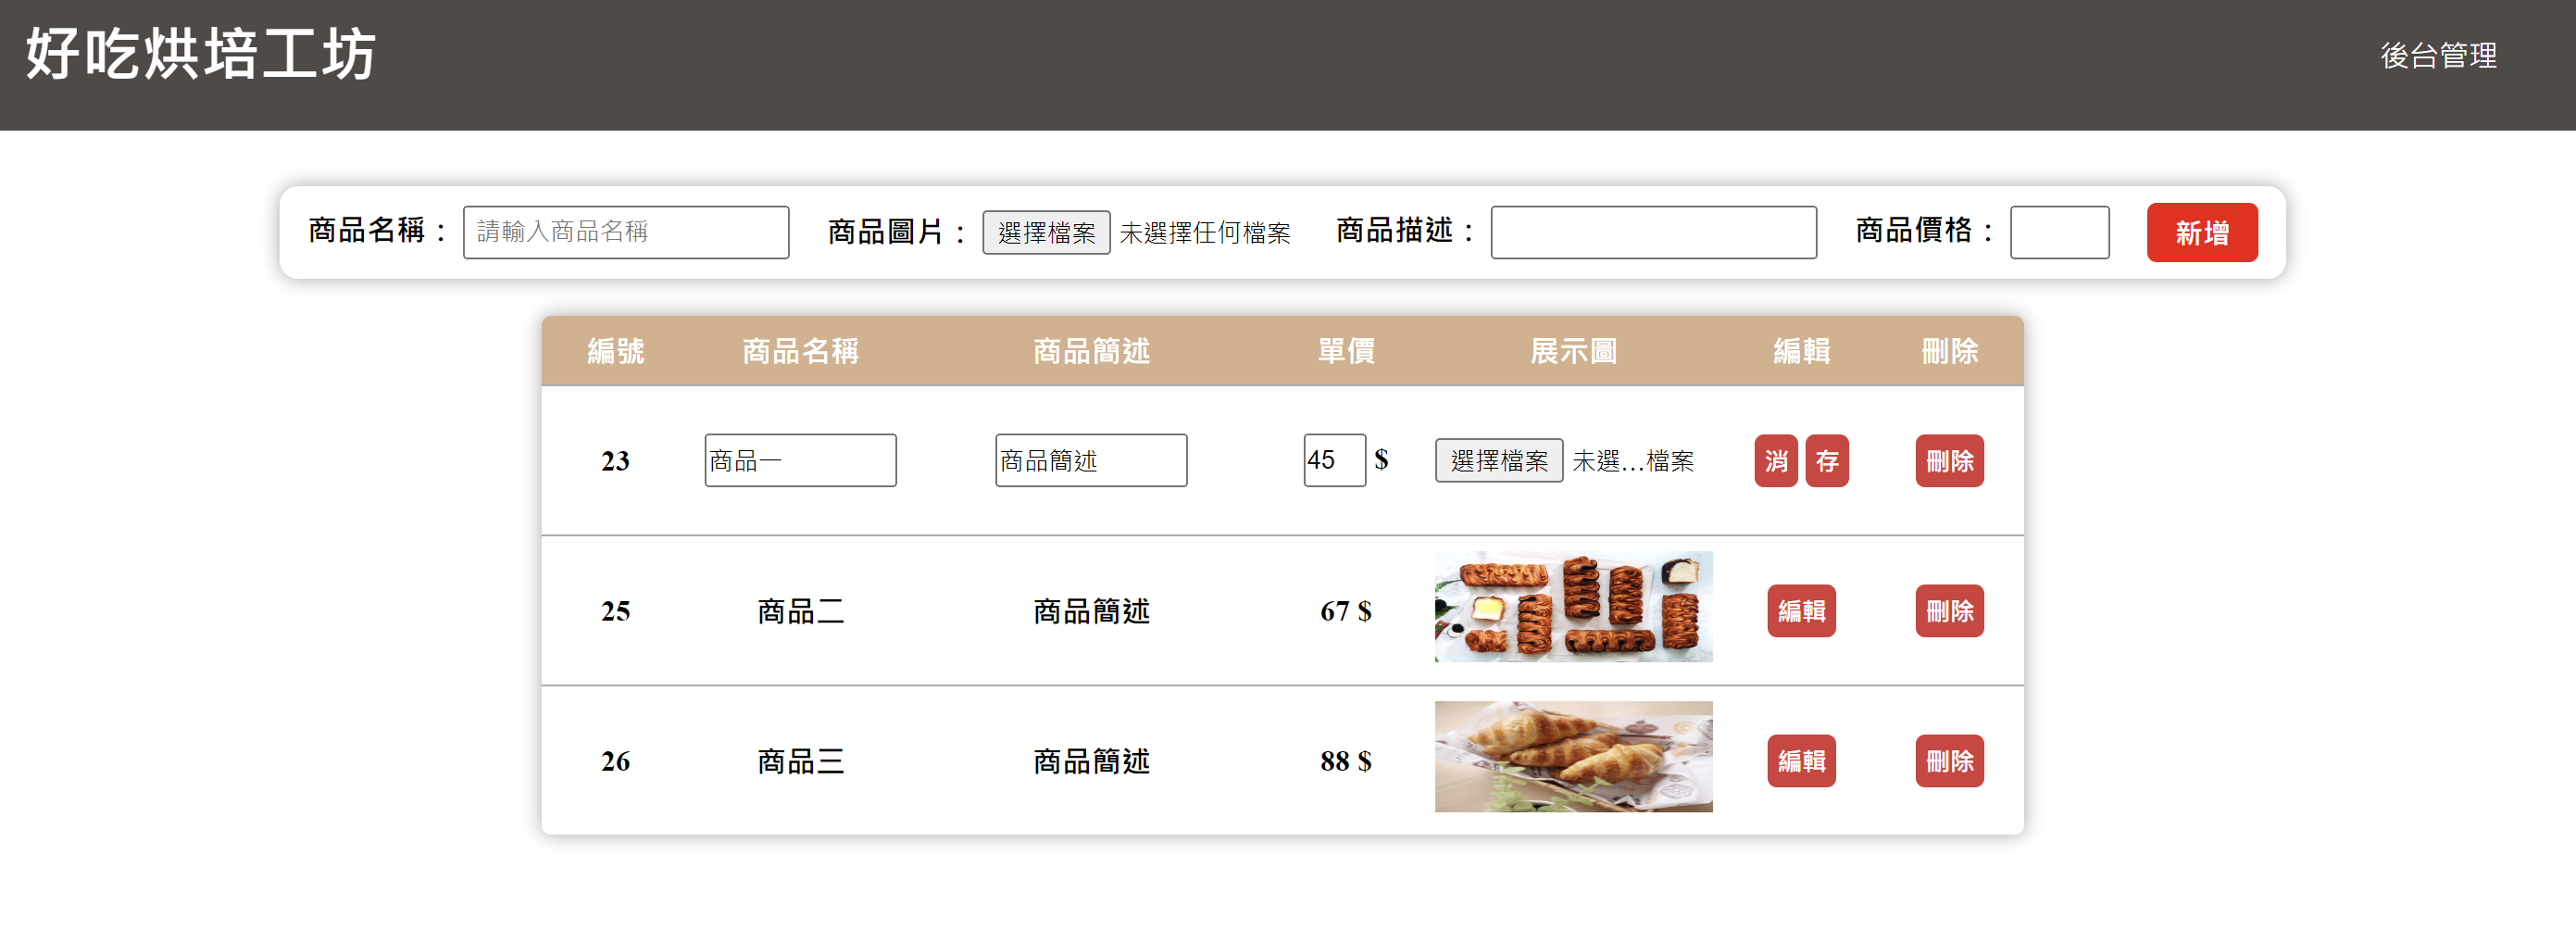 好吃烘培工坊 後台管理
商品名稱： 請輸入商品名稱 商品圖片： 選擇檔案 未選擇任何檔案 商品描述： 商品價格： 新增
編號 商品名稱 商品簡述 單價 展示圖 編輯 刪除
23 商品一 商品簡述 45 $ 選擇檔案 未選...檔案 消 存 刪除
25 商品二 商品簡述 67 $ 編輯 刪除
26 商品三 商品簡述 88 $ 編輯 刪除